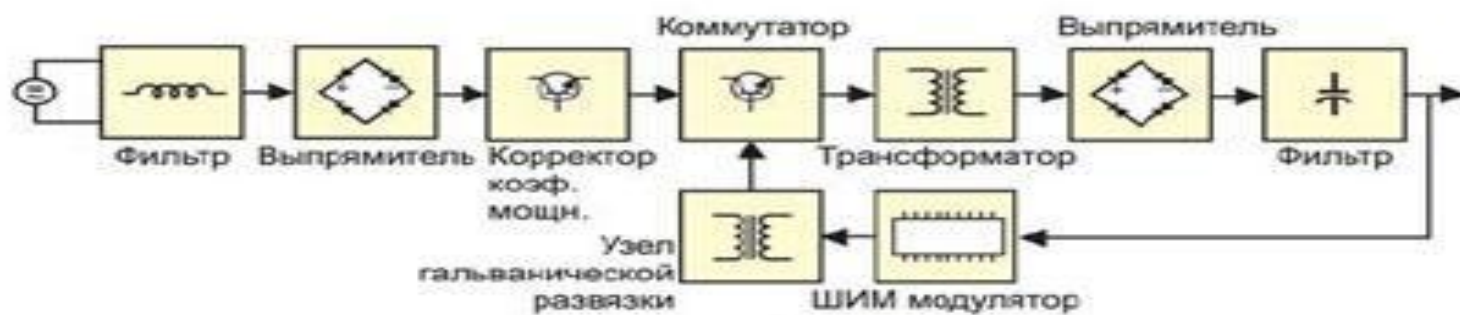 Коммутатор
Выпрямитель
Фильтр
Выпрямитель
Корректор
коэф.
мощн.
Трансформатор
Фильтр
Узел
гальванической
развязки
ШИМ модулятор